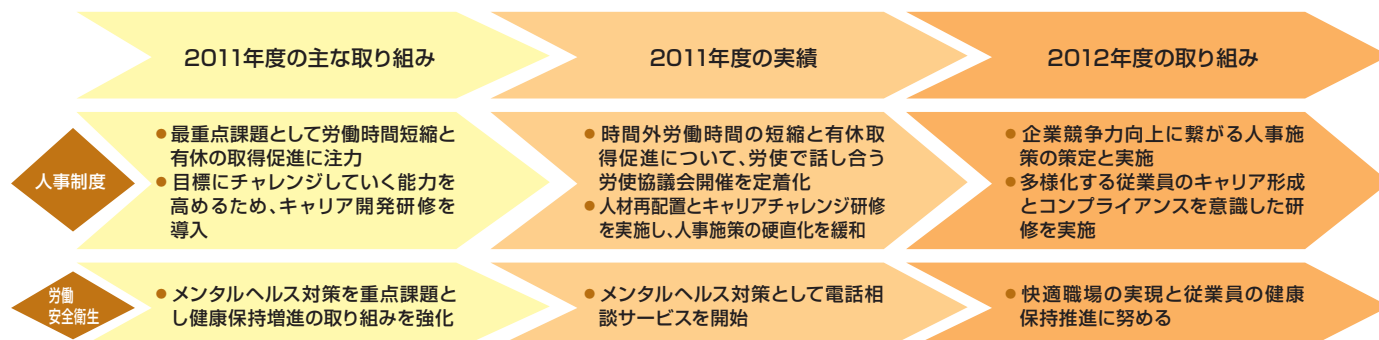 2011年度の主な取り組み
2011年度の実績
2012年度の取り組み
人事制度
● 最重点課題として労働時間短縮と
有休の取得促進に注力
● 目標にチャレンジしていく能力を
高めるため、キャリア開発研修を
導入
● 時間外労働時間の短縮と有休取
得促進について、労使で話し合う
労使協議会開催を定着化
● 人材再配置とキャリアチャレンジ研修
を実施し、人事施策の硬直化を緩和
● 企業競争力向上に繋がる人事施
策の策定と実施
● 多様化する従業員のキャリア形成
とコンプライアンスを意識した研
修を実施
労働
安全衛生
● メンタルヘルス対策を重点課題と
し健康保持増進の取り組みを強化
● メンタルヘルス対策として電話相
談サービスを開始
● 快適職場の実現と従業員の健康
保持推進に努める